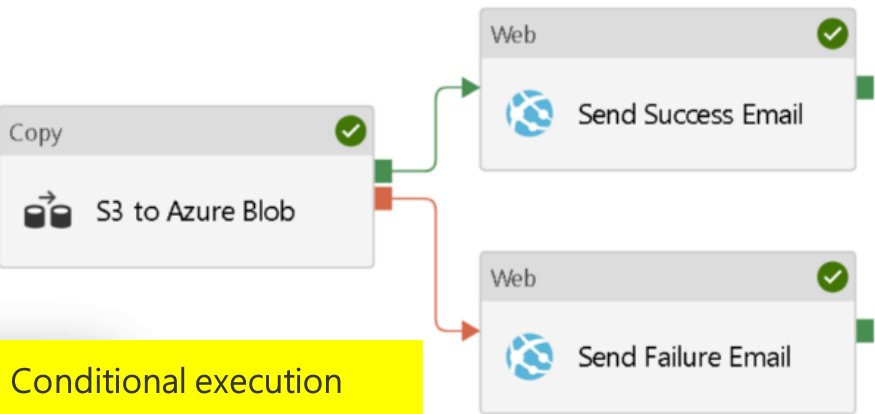 Web
Send Success Email
Copy
S3 to Azure Blob
Web
Send Failure Email
Conditional execution